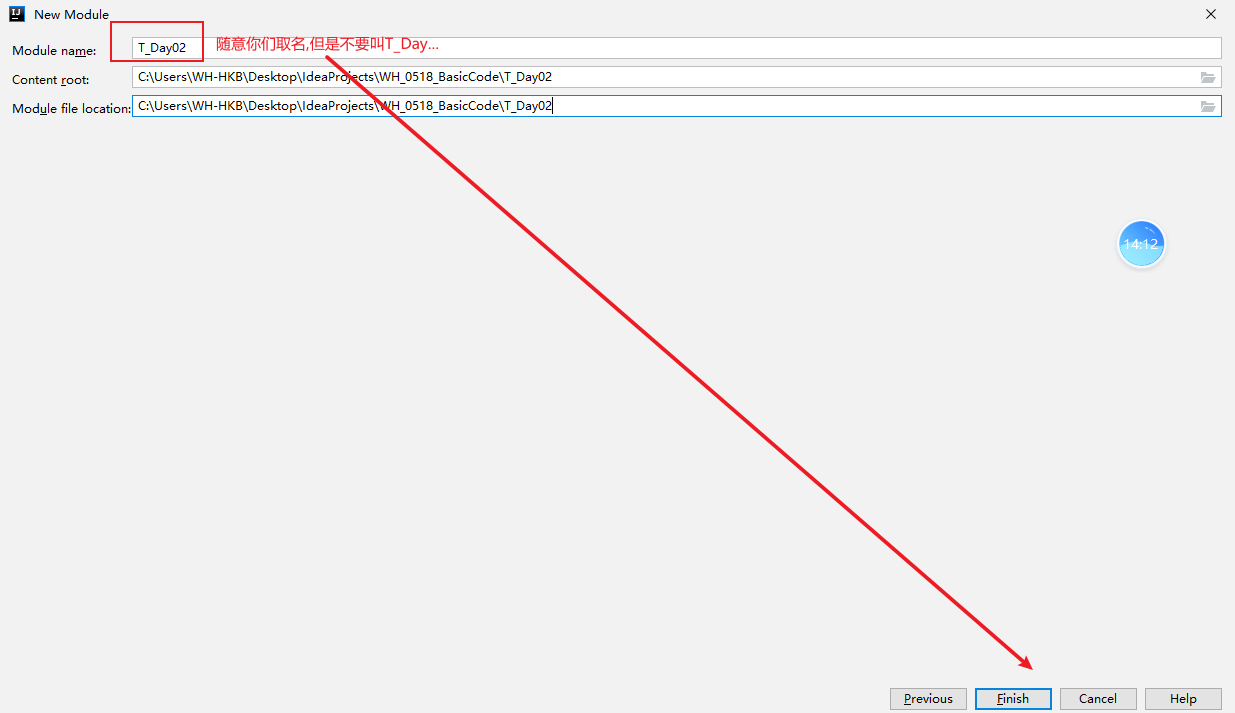 IJ New Module
Module name: T_Day02 随意你们取名,但是不要叫T_Day...
Content root: C:\Users\WH-HKB\Desktop\IdeaProjects\WH_0518_BasicCode\T_Day02
Module file location: C:\Users\WH-HKB\Desktop\IdeaProjects\WH_0518_BasicCode\T_Day02
14:12
Previous Finish Cancel Help